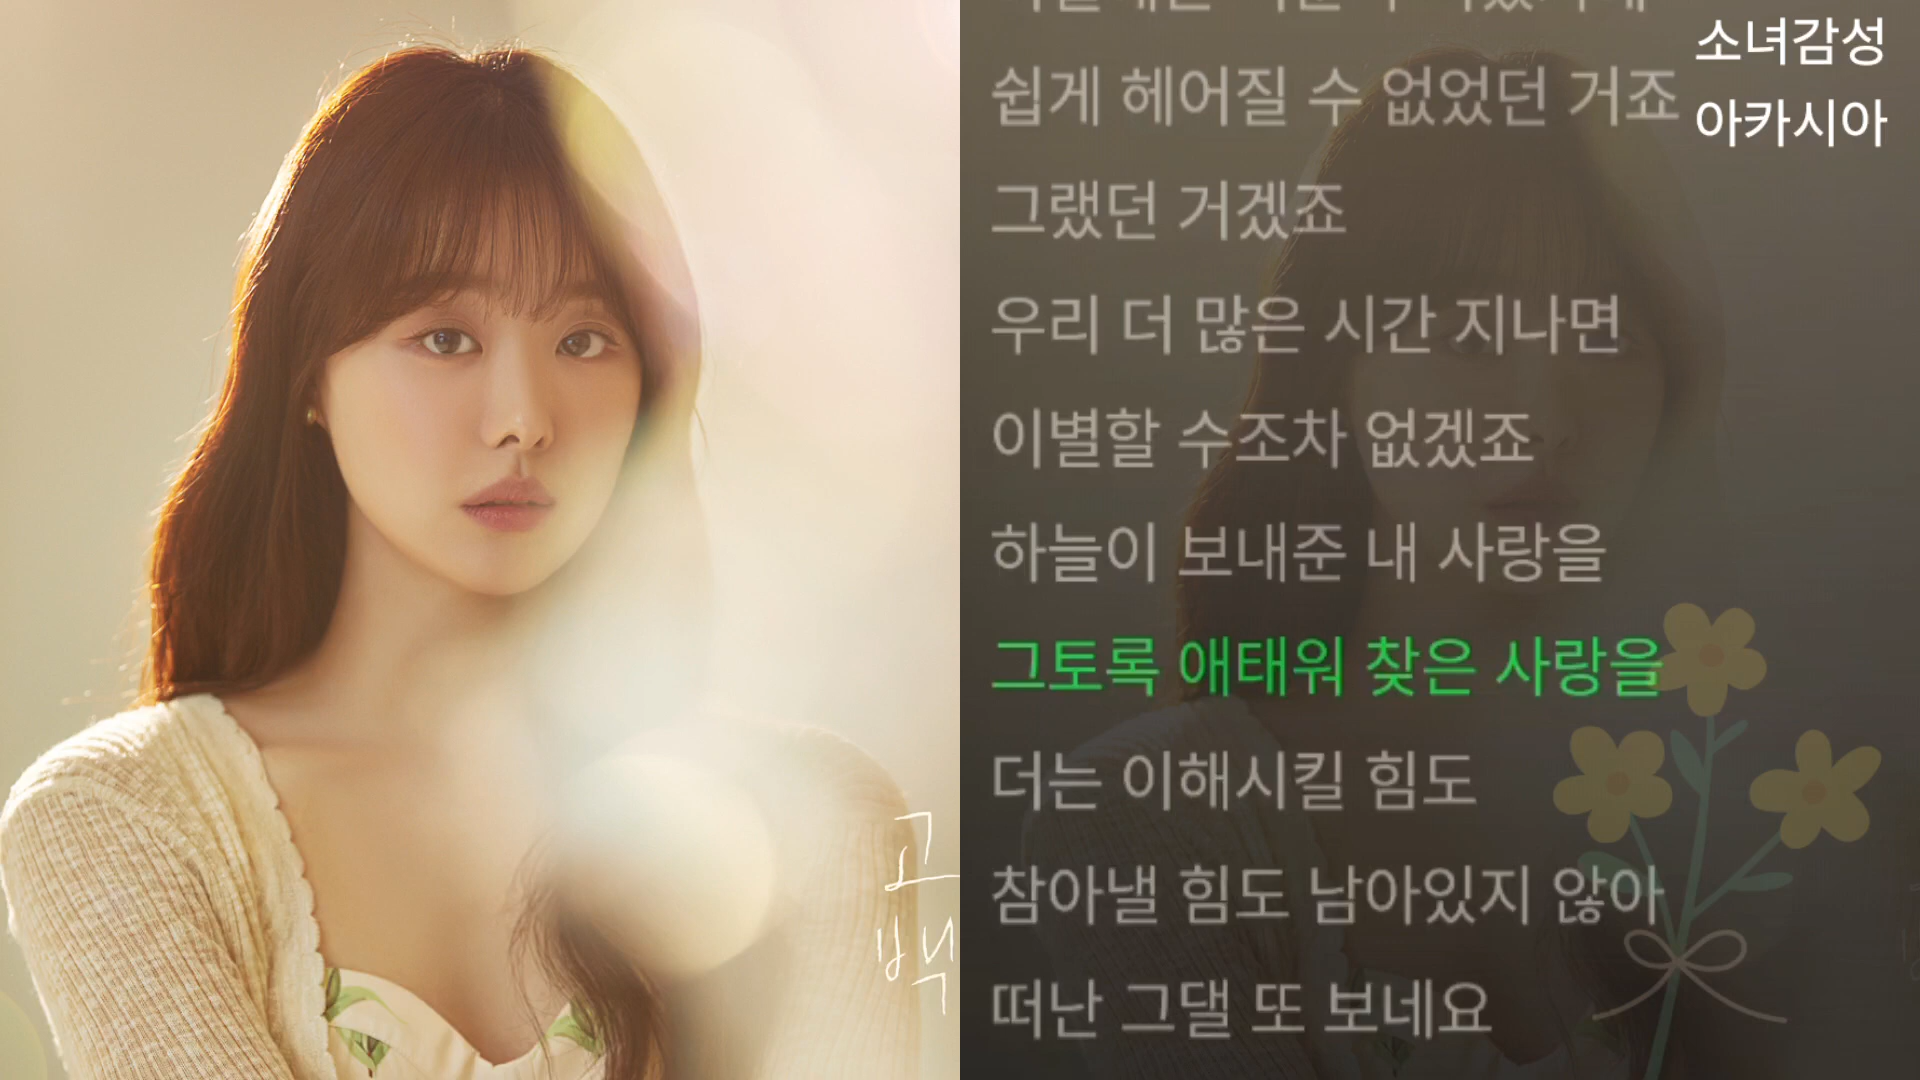 고백
소녀감성
아카시아
쉽게 헤어질 수 없었던 거죠
그랬던 거겠죠
우리 더 많은 시간 지나면
이별할 수조차 없겠죠
하늘이 보내준 내 사랑을
그토록 애태워 찾은 사랑을
더는 이해시킬 힘도
참아낼 힘도 남아있지 않아
떠난 그댈 또 보네요